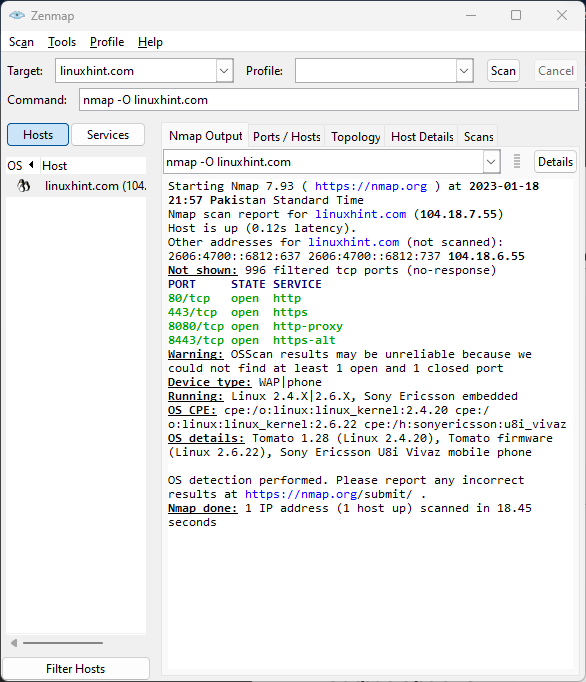 Zenmap
Scan Tools Profile Help
Target: linuxhint.com Profile: Scan Cancel
Command: nmap -O linuxhint.com
Hosts Services
OS Host
linuxhint.com (104.
Filter Hosts
Nmap Output Ports / Hosts Topology Host Details Scans
nmap -O linuxhint.com Details
Starting Nmap 7.93 ( https://nmap.org ) at 2023-01-18
21:57 Pakistan Standard Time
Nmap scan report for linuxhint.com (104.18.7.55)
Host is up (0.12s latency).
Other addresses for linuxhint.com (not scanned):
2606:4700::6812:637 2606:4700::6812:737 104.18.6.55
Not shown: 996 filtered tcp ports (no-response)
PORT STATE SERVICE
80/tcp open http
443/tcp open https
8080/tcp open http-proxy
8443/tcp open https-alt
Warning: OSScan results may be unreliable because we
could not find at least 1 open and 1 closed port
Device type: WAP|phone
Running: Linux 2.4.X|2.6.X, Sony Ericsson embedded
OS CPE: cpe:/o:linux:linux_kernel:2.4.20 cpe:/
o:linux:linux_kernel:2.6.22 cpe:/h:sonyericsson:u8i_vivaz
OS details: Tomato 1.28 (Linux 2.4.20), Tomato firmware
(Linux 2.6.22), Sony Ericsson U8i Vivaz mobile phone
OS detection performed. Please report any incorrect
results at https://nmap.org/submit/ .
Nmap done: 1 IP address (1 host up) scanned in 18.45
seconds